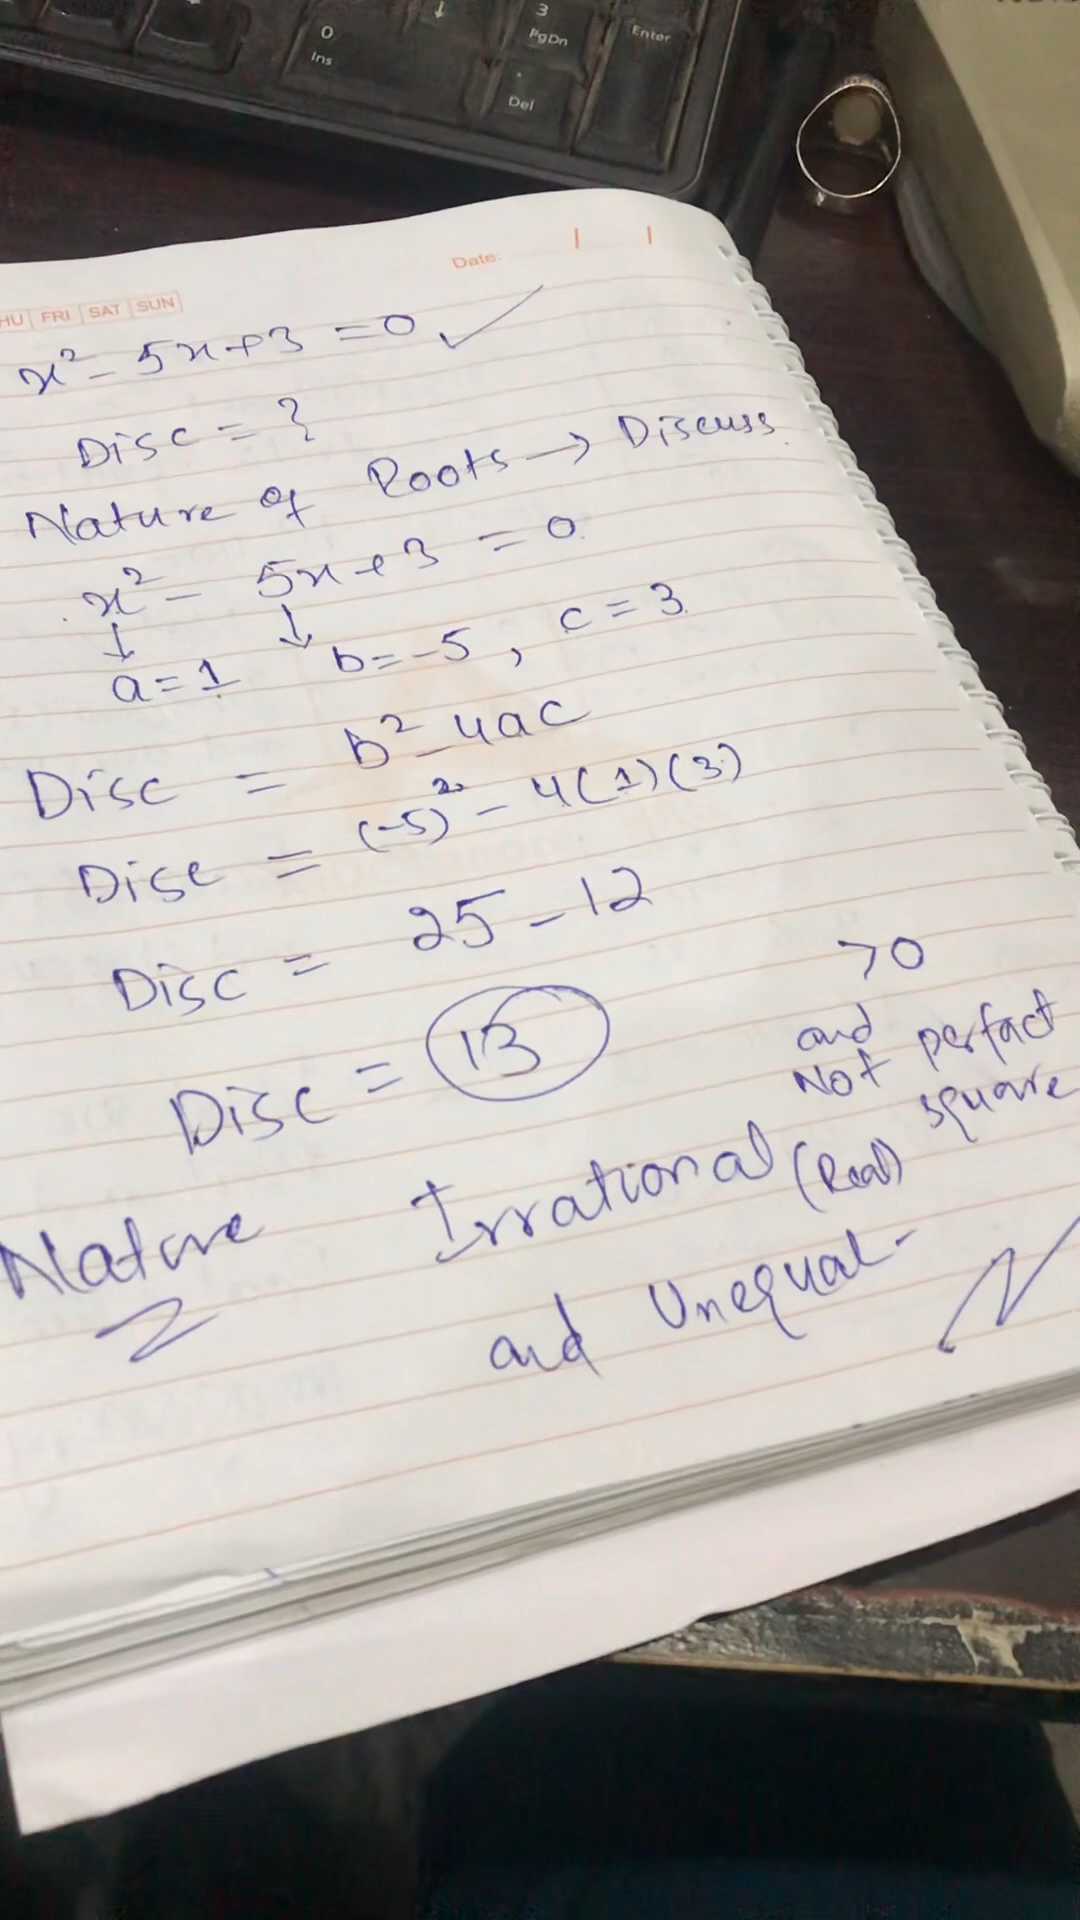 0
Ins
↓
3
PgDn
.
Del
Enter
Date:
HU FRI SAT SUN
x² - 5x+3 = 0 ✓
Disc = ?
Nature of Roots → Discuss.
x² - 5x+3 = 0
↓ ↓
a = 1 b = -5 , c = 3
Disc = b² - 4ac
Disc = (-5)² - 4(1)(3)
Disc = 25 - 12
Disc = 13
>0
and
Not perfact
square
Nature Irrational (Real)
and Unequal